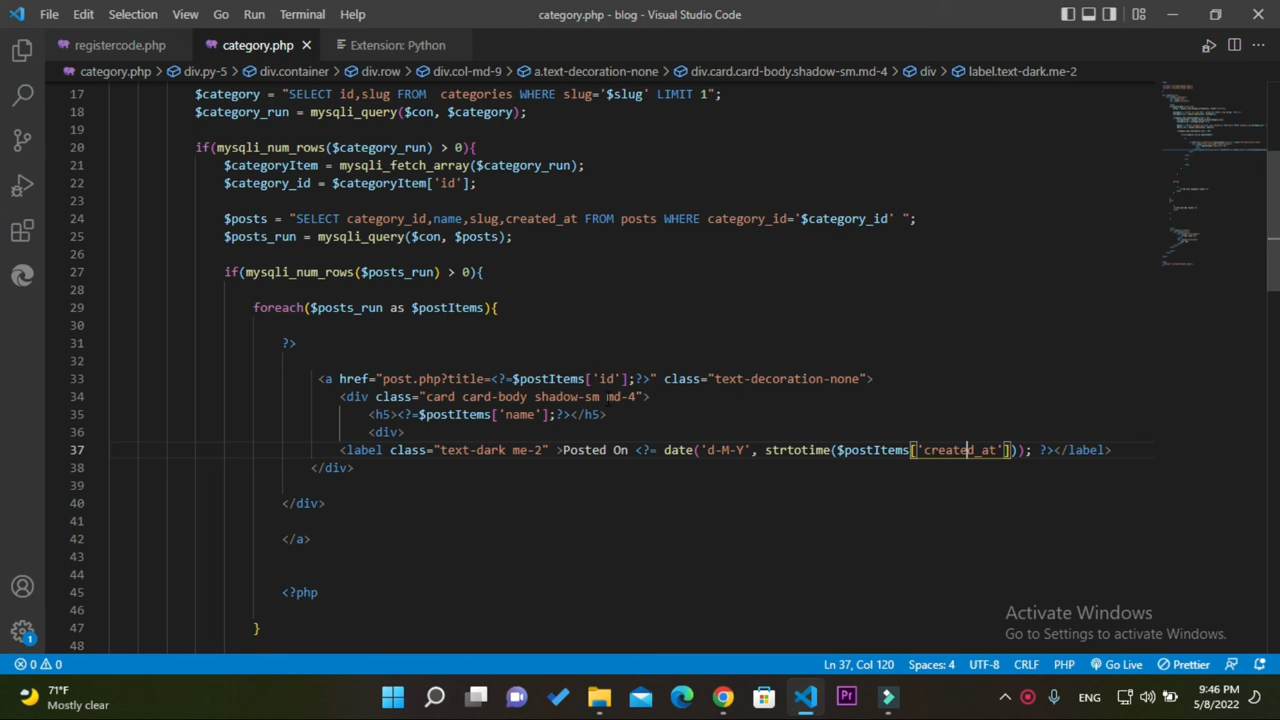 File Edit Selection View Go Run Terminal Help category.php - blog - Visual Studio Code
registercode.php category.php Extension: Python
category.php › div.py-5 › div.container › div.row › div.col-md-9 › a.text-decoration-none › div.card.card-body.shadow-sm.md-4 › div › label.text-dark.me-2
17 $category = "SELECT id,slug FROM categories WHERE slug='$slug' LIMIT 1";
18 $category_run = mysqli_query($con, $category);
19
20 if(mysqli_num_rows($category_run) > 0){
21 $categoryItem = mysqli_fetch_array($category_run);
22 $category_id = $categoryItem['id'];
23
24 $posts = "SELECT category_id,name,slug,created_at FROM posts WHERE category_id='$category_id' ";
25 $posts_run = mysqli_query($con, $posts);
26
27 if(mysqli_num_rows($posts_run) > 0){
28
29 foreach($posts_run as $postItems){
30
31 ?>
32
33 <a href="post.php?title=<?=$postItems['id'];?>" class="text-decoration-none">
34 <div class="card card-body shadow-sm md-4">
35 <h5><?=$postItems['name'];?></h5>
36 <div>
37 <label class="text-dark me-2" >Posted On <?= date('d-M-Y', strtotime($postItems['created_at'])); ?></label>
38 </div>
39
40 </div>
41
42 </a>
43
44
45 <?php
46
47 }
48
Activate Windows
Go to Settings to activate Windows.
0 0 Ln 37, Col 120 Spaces: 4 UTF-8 CRLF PHP Go Live Prettier
1
71°F
Mostly clear
Pr
ENG
9:46 PM
5/8/2022